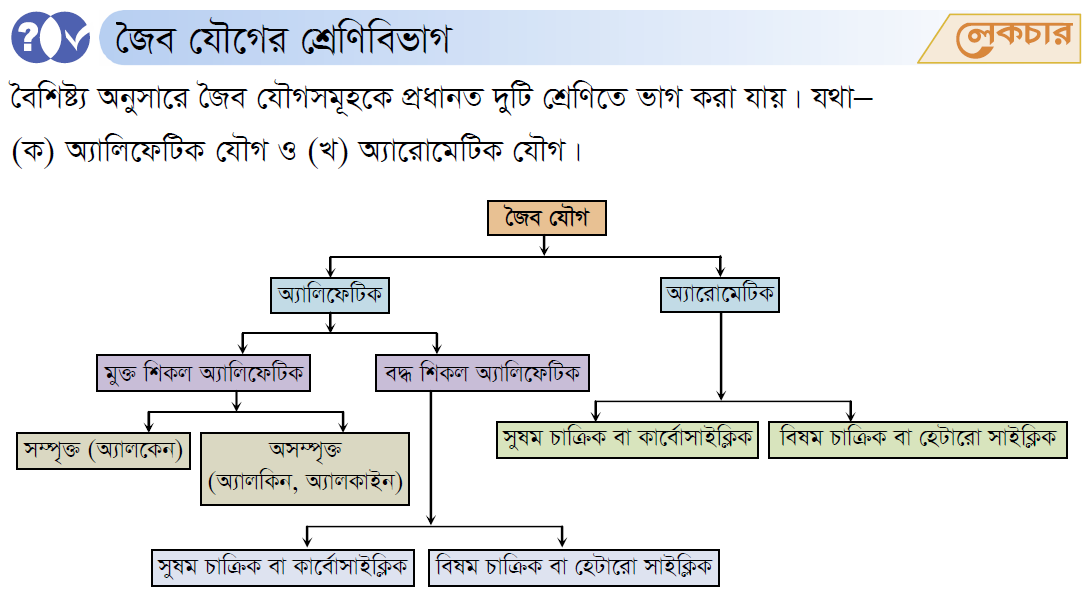 ?
জৈব যৌগের শ্রেণিবিভাগ
লেকচার
বৈশিষ্ট্য অনুসারে জৈব যৌগসমূহকে প্রধানত দুটি শ্রেণিতে ভাগ করা যায়। যথা–
(ক) অ্যালিফেটিক যৌগ ও (খ) অ্যারোমেটিক যৌগ।
জৈব যৌগ
অ্যালিফেটিক
অ্যারোমেটিক
মুক্ত শিকল অ্যালিফেটিক
বদ্ধ শিকল অ্যালিফেটিক
সম্পৃক্ত (অ্যালকেন)
অসম্পৃক্ত
(অ্যালকিন, অ্যালকাইন)
সুষম চাক্রিক বা কার্বোসাইক্লিক
বিষম চাক্রিক বা হেটারো সাইক্লিক
সুষম চাক্রিক বা কার্বোসাইক্লিক
বিষম চাক্রিক বা হেটারো সাইক্লিক